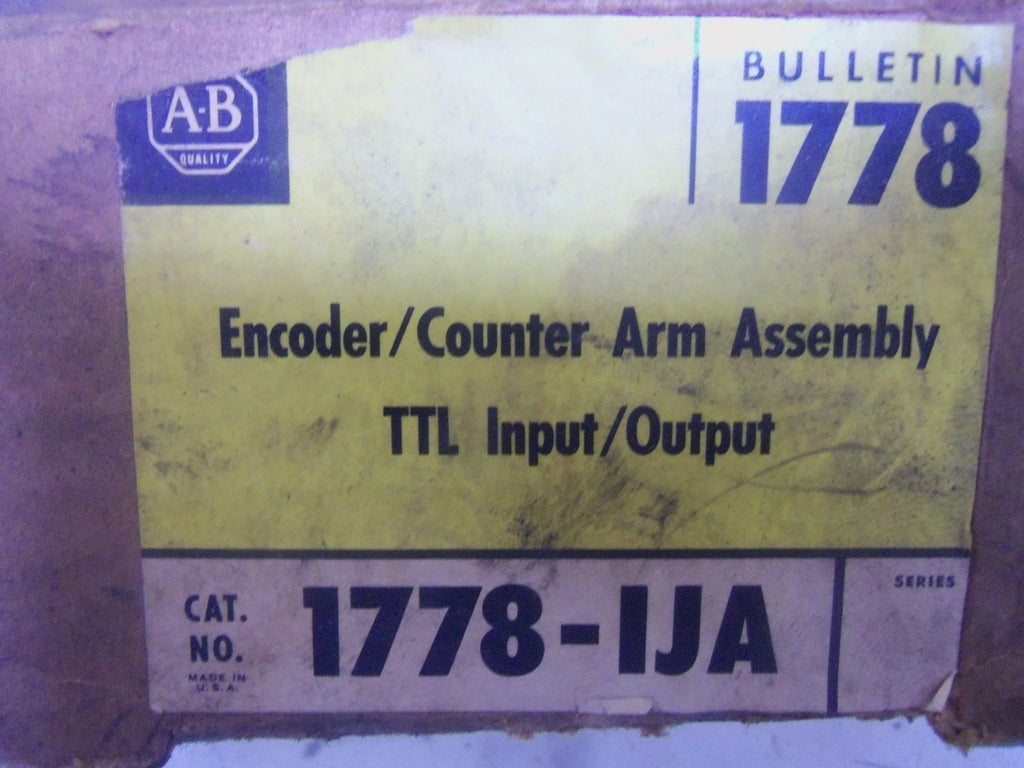 A-B
QUALITY
BULLETIN
1778
Encoder/Counter Arm Assembly
TTL Input/Output
CAT.
NO.
MADE IN
U.S.A.
1778-IJA
SERIES